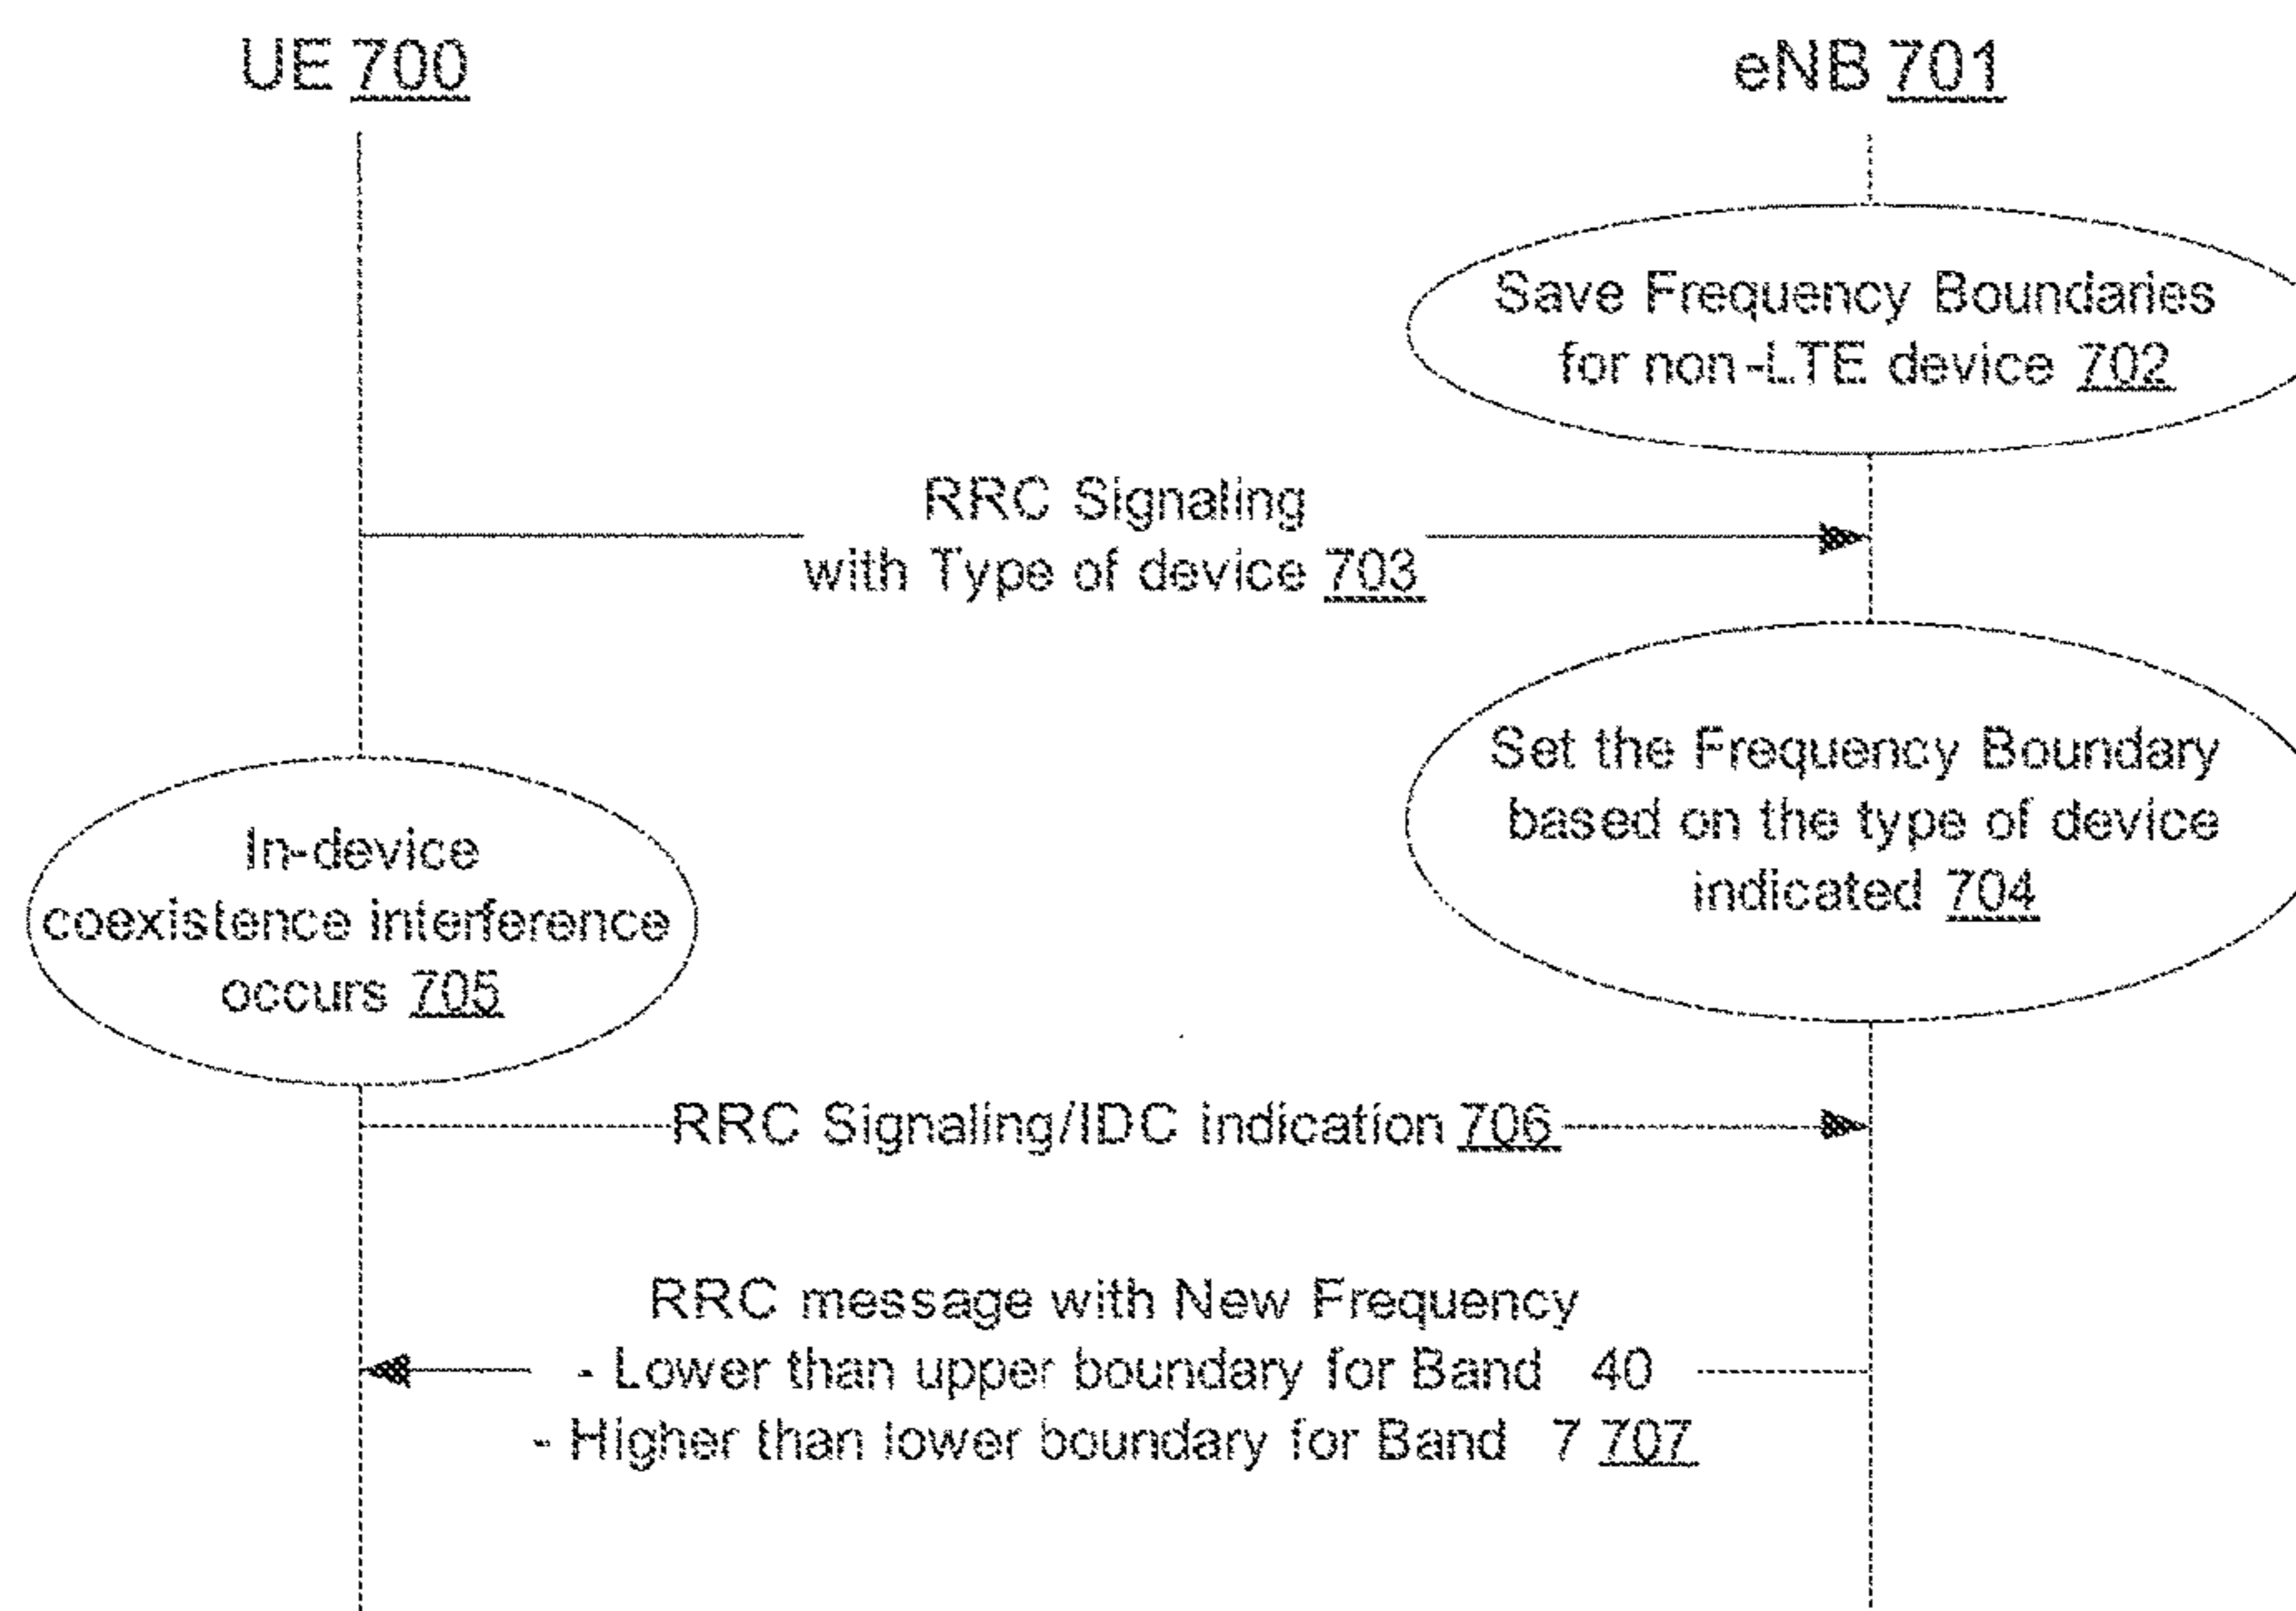 UE 700
eNB 701
Save Frequency Boundaries
for non-LTE device 702
RRC Signaling
with Type of device 703
Set the Frequency Boundary
based on the type of device
indicated 704
In-device
coexistence interference
occurs 705
RRC Signaling/IDC indication 706
RRC message with New Frequency
- Lower than upper boundary for Band 40
- Higher than lower boundary for Band 7 707